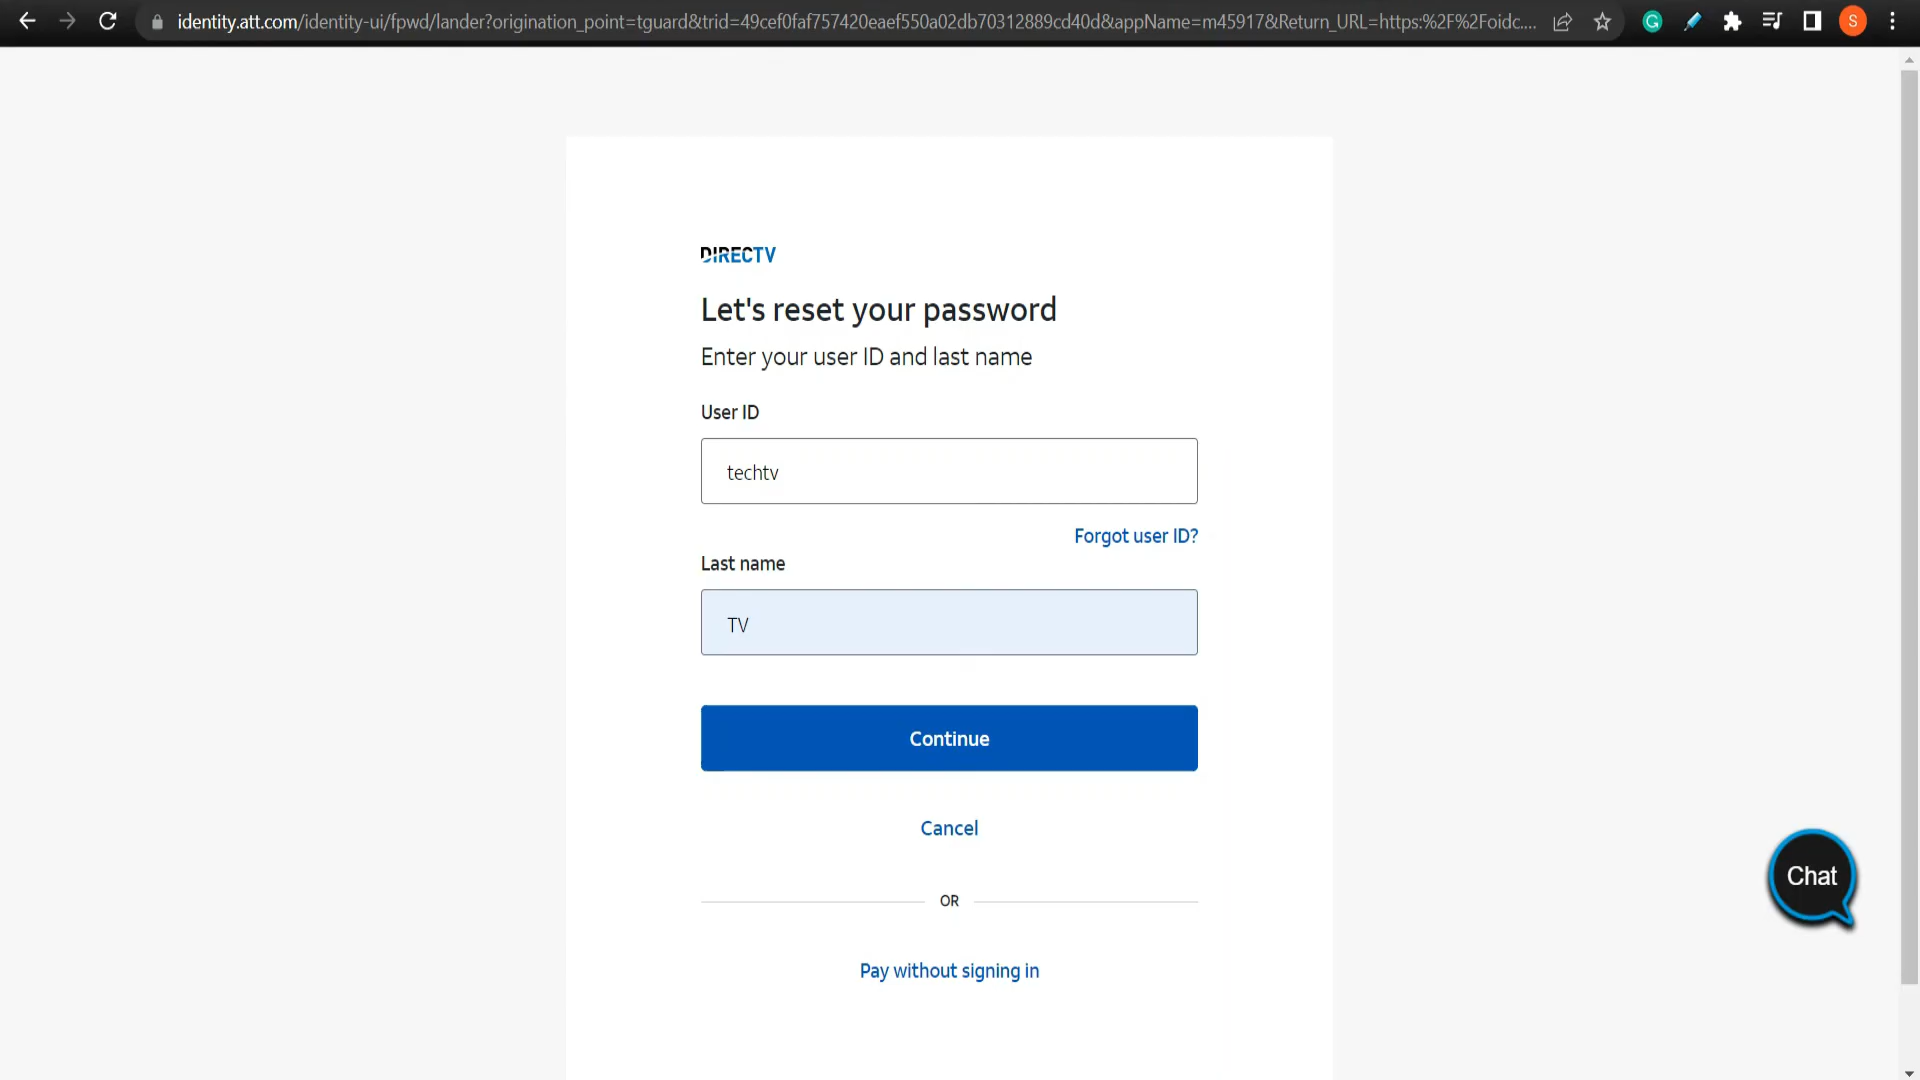 identity.att.com/identity-ui/fpwd/lander?origination_point=tguard&trid=49cef0faf757420eaef550a02db70312889cd40d&appName=m45917&Return_URL=https:%2F%2Foidc....
S
DIRECTV
Let's reset your password
Enter your user ID and last name
User ID
techtv
Forgot user ID?
Last name
TV
Continue
Cancel
OR
Pay without signing in
Chat